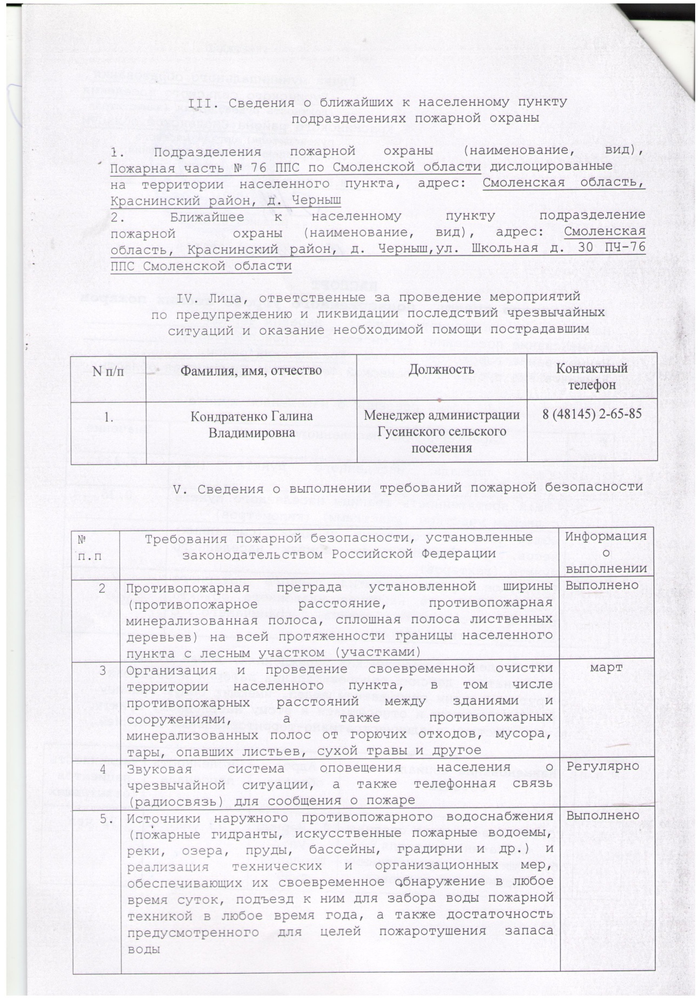 III. Сведения о ближайших к населенному пункту
подразделениях пожарной охраны
1. Подразделения пожарной охраны (наименование, вид),
Пожарная часть № 76 ППС по Смоленской области дислоцированные
на территории населенного пункта, адрес: Смоленская область,
Краснинский район, д. Черныш
2. Ближайшее к населенному пункту подразделение
пожарной охраны (наименование, вид), адрес: Смоленская
область, Краснинский район, д. Черныш,ул. Школьная д. 30 ПЧ-76
ППС Смоленской области
IV. Лица, ответственные за проведение мероприятий
по предупреждению и ликвидации последствий чрезвычайных
ситуаций и оказание необходимой помощи пострадавшим
N п/п Фамилия, имя, отчество Должность Контактный
телефон
1. Кондратенко Галина Менеджер администрации 8 (48145) 2-65-85
Владимировна Гусинского сельского
поселения
V. Сведения о выполнении требований пожарной безопасности
№ Требования пожарной безопасности, установленные Информация
п.п законодательством Российской Федерации о
выполнении
2 Противопожарная преграда установленной ширины Выполнено
(противопожарное расстояние, противопожарная
минерализованная полоса, сплошная полоса лиственных
деревьев) на всей протяженности границы населенного
пункта с лесным участком (участками)
3 Организация и проведение своевременной очистки март
территории населенного пункта, в том числе
противопожарных расстояний между зданиями и
сооружениями, а также противопожарных
минерализованных полос от горючих отходов, мусора,
тары, опавших листьев, сухой травы и другое
4 Звуковая система оповещения населения о Регулярно
чрезвычайной ситуации, а также телефонная связь
(радиосвязь) для сообщения о пожаре
5. Источники наружного противопожарного водоснабжения Выполнено
(пожарные гидранты, искусственные пожарные водоемы,
реки, озера, пруды, бассейны, градирни и др.) и
реализация технических и организационных мер,
обеспечивающих их своевременное обнаружение в любое
время суток, подъезд к ним для забора воды пожарной
техникой в любое время года, а также достаточность
предусмотренного для целей пожаротушения запаса
воды